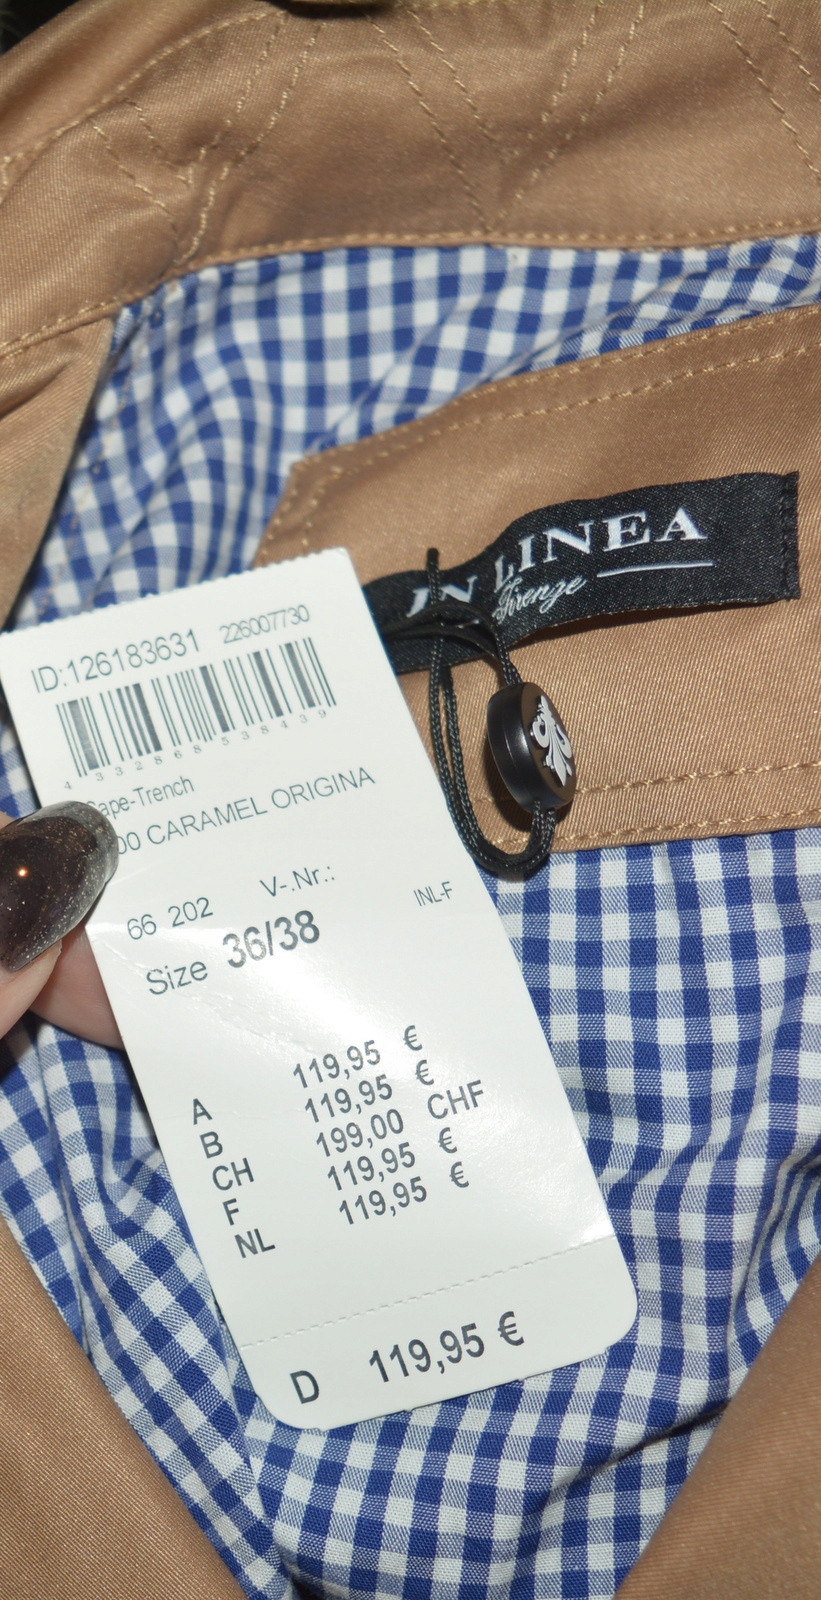 IN LINEA
Firenze
ID:126183631 226007730
4 332868 538439
Cape-Trench
00 CARAMEL ORIGINA
66 202 V-.Nr.: INL-F
Size 36/38
A 119,95 €
B 119,95 €
CH 199,00 CHF
F 119,95 €
NL 119,95 €
D 119,95 €